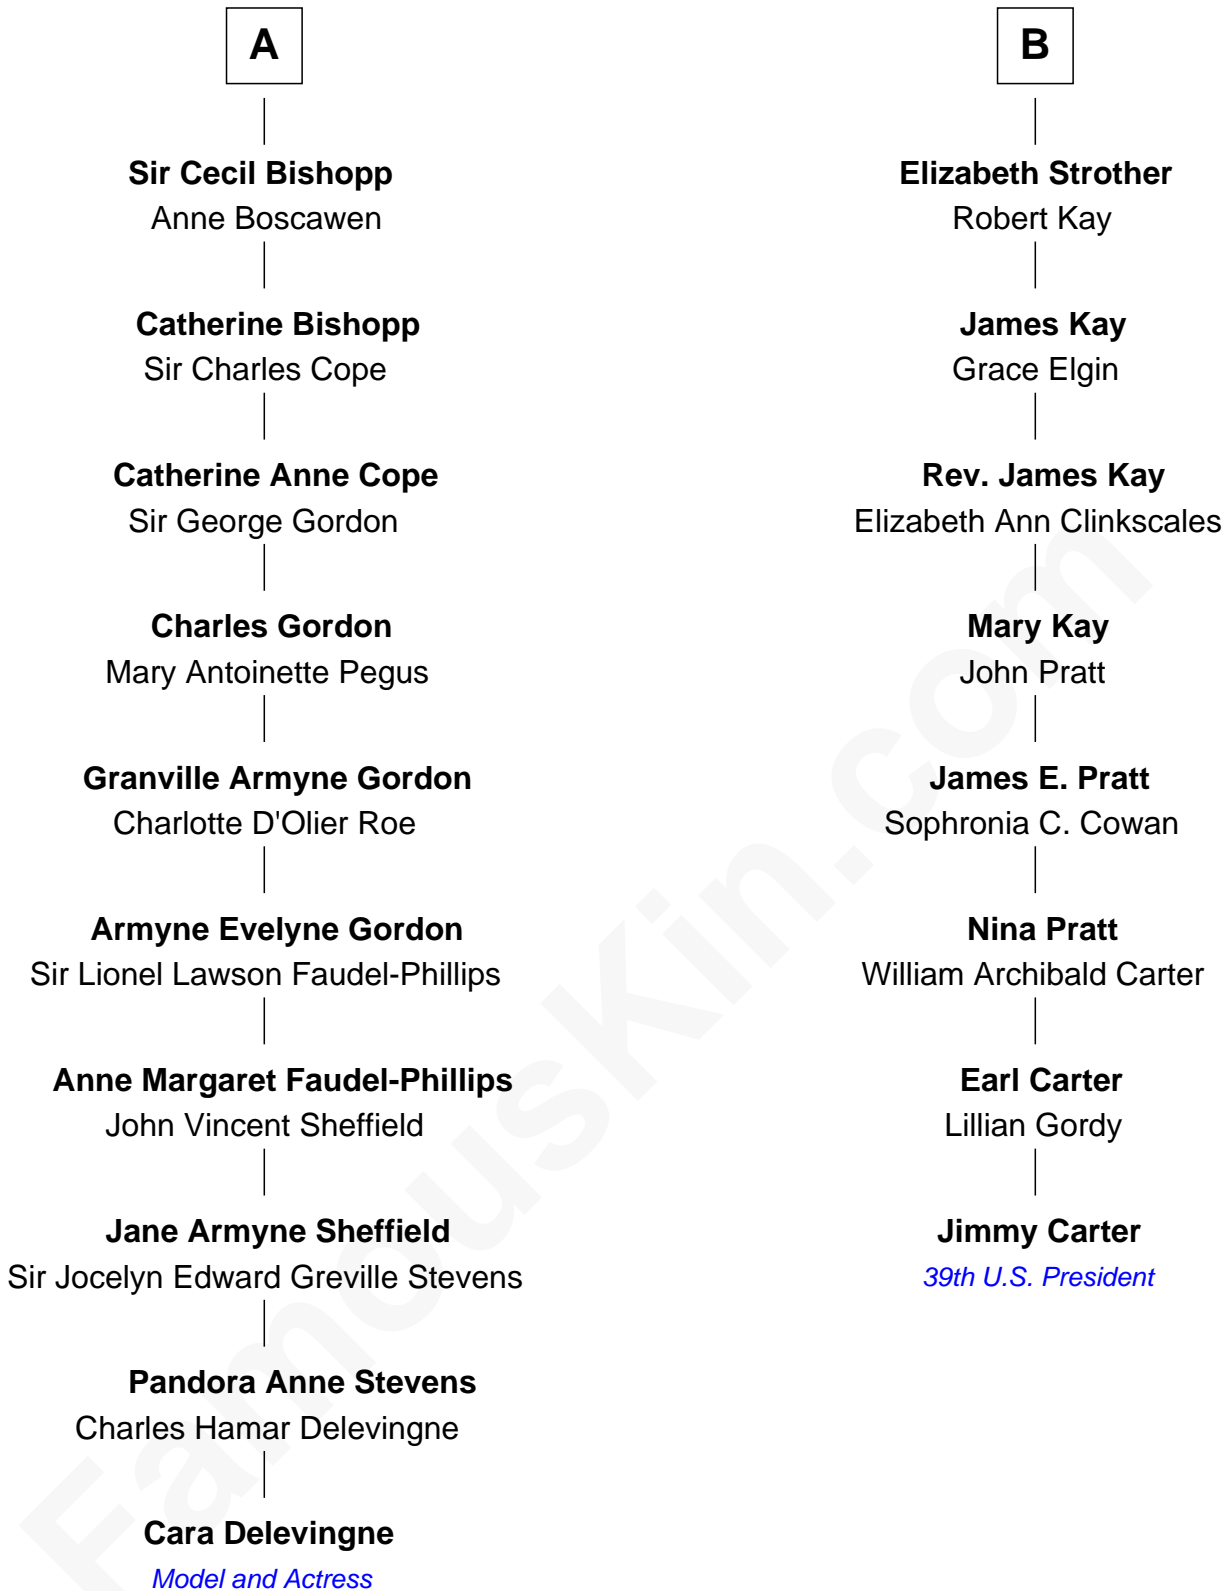 A
Sir Cecil Bishopp
Anne Boscawen
Catherine Bishopp
Sir Charles Cope
Catherine Anne Cope
Sir George Gordon
Charles Gordon
Mary Antoinette Pegus
Granville Armyne Gordon
Charlotte D'Olier Roe
Armyne Evelyne Gordon
Sir Lionel Lawson Faudel-Phillips
Anne Margaret Faudel-Phillips
John Vincent Sheffield
Jane Armyne Sheffield
Sir Jocelyn Edward Greville Stevens
Pandora Anne Stevens
Charles Hamar Delevingne
Cara Delevingne
Model and Actress
B
Elizabeth Strother
Robert Kay
James Kay
Grace Elgin
Rev. James Kay
Elizabeth Ann Clinkscales
Mary Kay
John Pratt
James E. Pratt
Sophronia C. Cowan
Nina Pratt
William Archibald Carter
Earl Carter
Lillian Gordy
Jimmy Carter
39th U.S. President
FamousKin.com